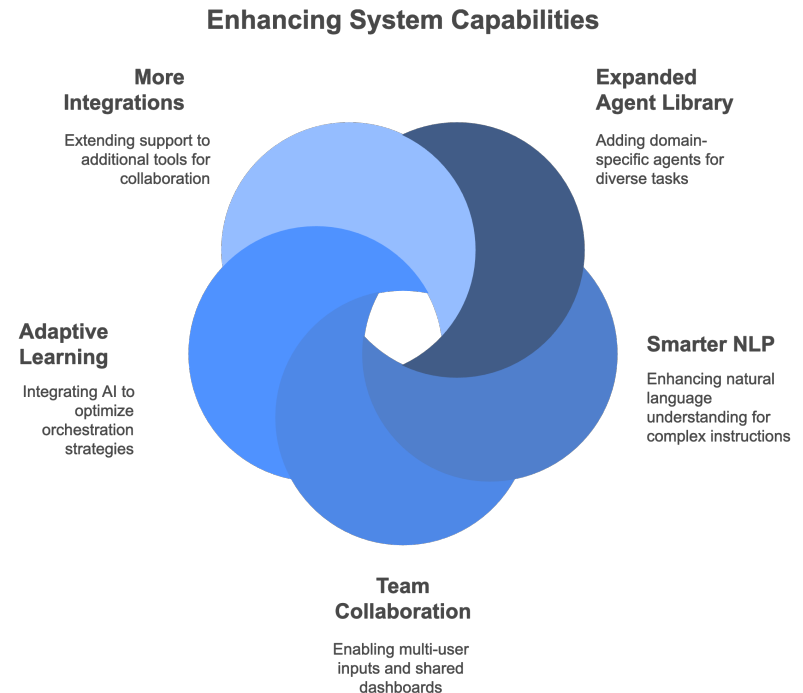 Enhancing System Capabilities
More
Integrations
Extending support to
additional tools for
collaboration
Expanded
Agent Library
Adding domain-
specific agents for
diverse tasks
Adaptive
Learning
Integrating AI to
optimize
orchestration
strategies
Smarter NLP
Enhancing natural
language
understanding for
complex instructions
Team
Collaboration
Enabling multi-user
inputs and shared
dashboards